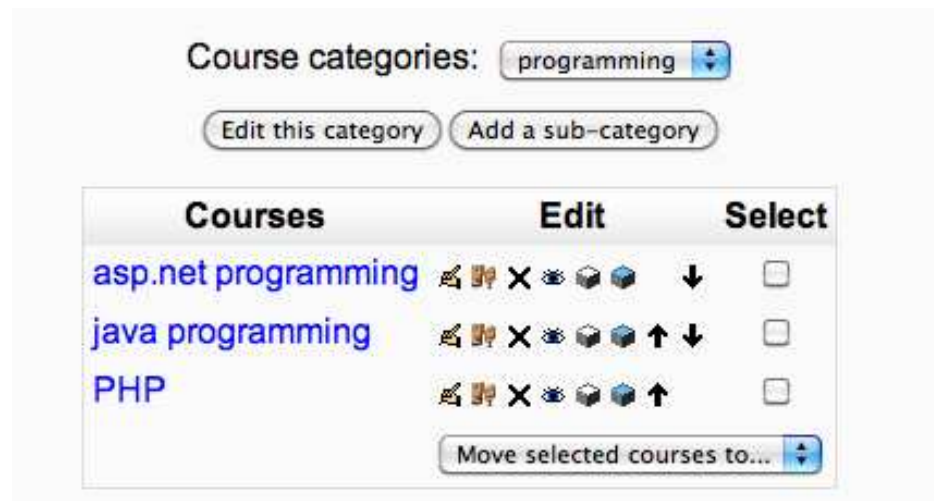 Course categories: programming
Edit this category Add a sub-category
Courses Edit Select
asp.net programming
java programming
PHP
Move selected courses to...